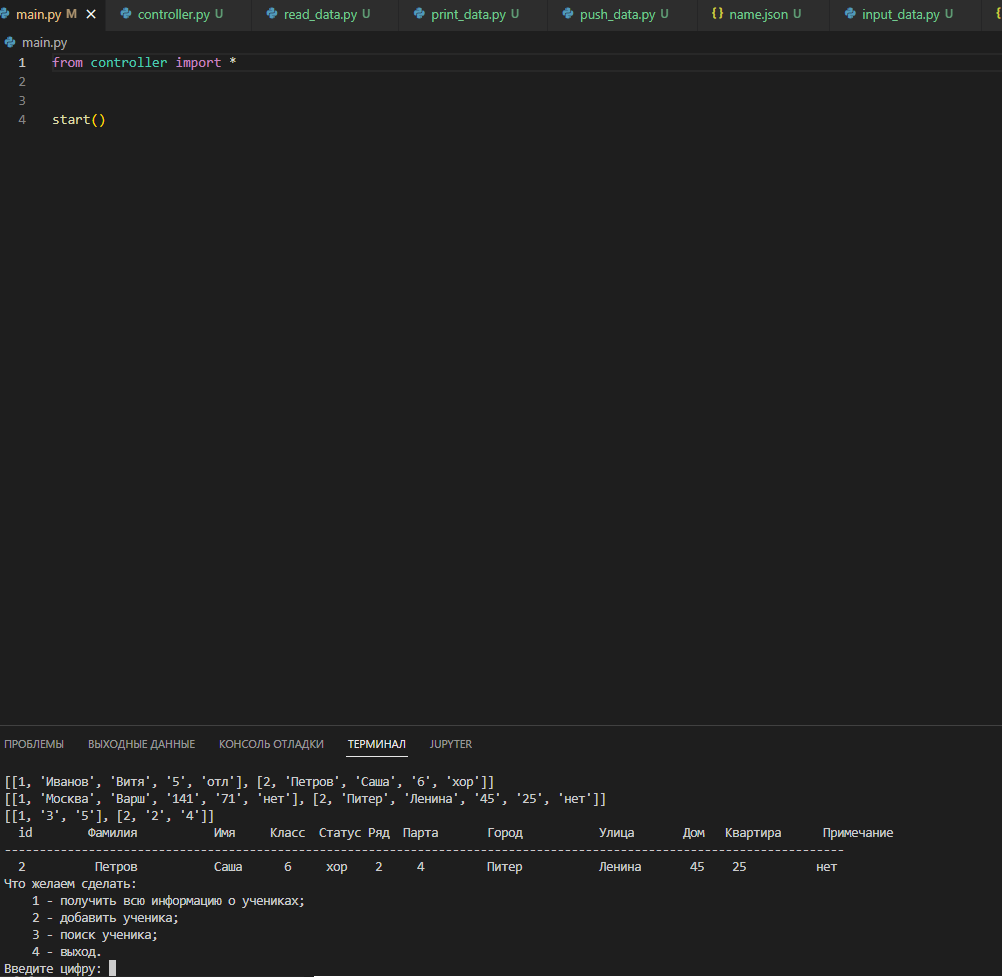 main.py M controller.py U read_data.py U print_data.py U push_data.py U {} name.json U input_data.py U {
main.py
1 from controller import *
2
3
4 start()
ПРОБЛЕМЫ ВЫХОДНЫЕ ДАННЫЕ КОНСОЛЬ ОТЛАДКИ ТЕРМИНАЛ JUPYTER
[[1, 'Иванов', 'Витя', '5', 'отл'], [2, 'Петров', 'Саша', '6', 'хор']]
[[1, 'Москва', 'Варш', '141', '71', 'нет'], [2, 'Питер', 'Ленина', '45', '25', 'нет']]
[[1, '3', '5'], [2, '2', '4']]
id Фамилия Имя Класс Статус Ряд Парта Город Улица Дом Квартира Примечание
------------------------------------------------------------------------------------------------------------------------
2 Петров Саша 6 хор 2 4 Питер Ленина 45 25 нет
Что желаем сделать:
1 - получить всю информацию о учениках;
2 - добавить ученика;
3 - поиск ученика;
4 - выход.
Введите цифру: